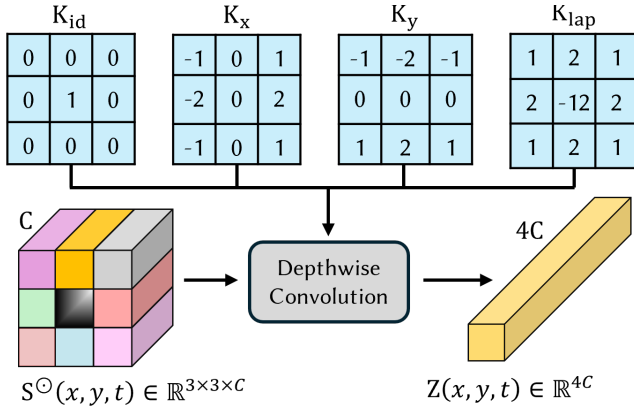 K_id K_x K_y K_lap
0 0 0 -1 0 1 -1 -2 -1 1 2 1
0 1 0 -2 0 2 0 0 0 2 -12 2
0 0 0 -1 0 1 1 2 1 1 2 1
C
4C
Depthwise
Convolution
S^⊙(x, y, t) ∈ ℝ^{3×3×C}
Z(x, y, t) ∈ ℝ^{4C}